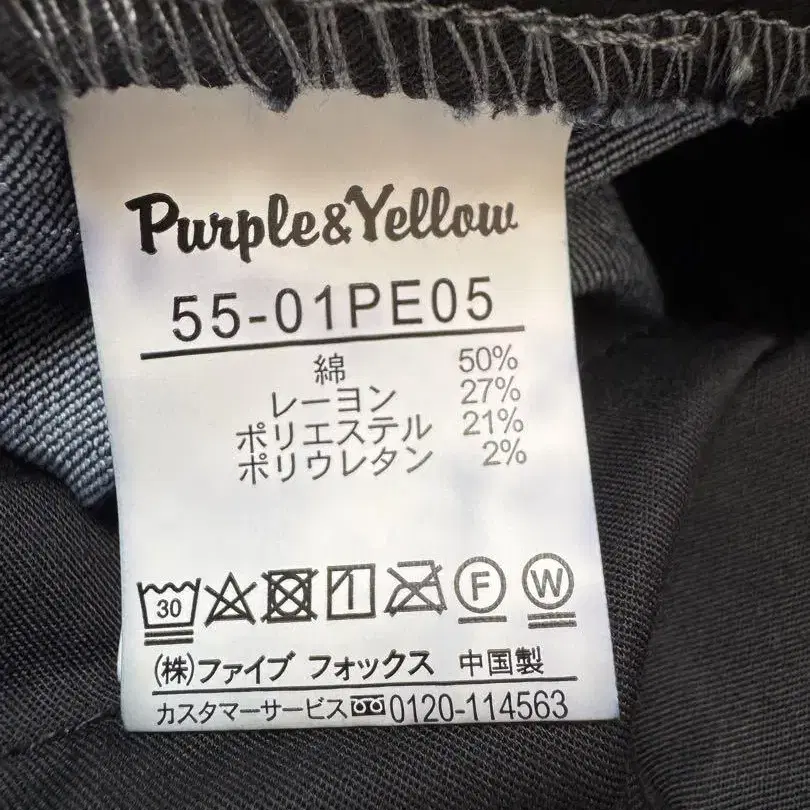 Purple&Yellow
55-01PE05
綿 50%
レーヨン 27%
ポリエステル 21%
ポリウレタン 2%
30 F W
(株)ファイブ フォックス 中国製
カスタマーサービス 0120-114563